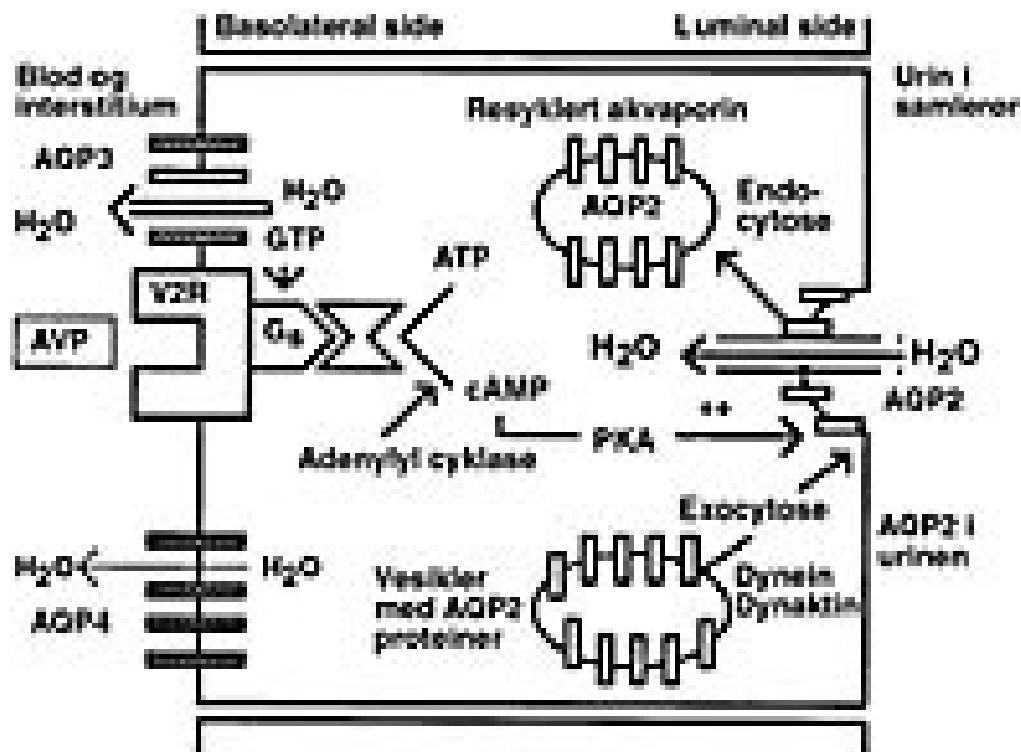 Basolateral side
Luminal side
Blod og
interstitium
Urin i
samlerør
Resyklert akvaporin
AQP3
H₂O
H₂O
GTP
AQP2
Endo-
cytose
ATP
V2R
Gs
AVP
H₂O
H₂O
cAMP
++
AQP2
PKA
Adenylyl cyklase
Exocytose
AQP2 i
urinen
H₂O
H₂O
AQP4
Vesikler
med AQP2
proteiner
Dynein
Dynaktin